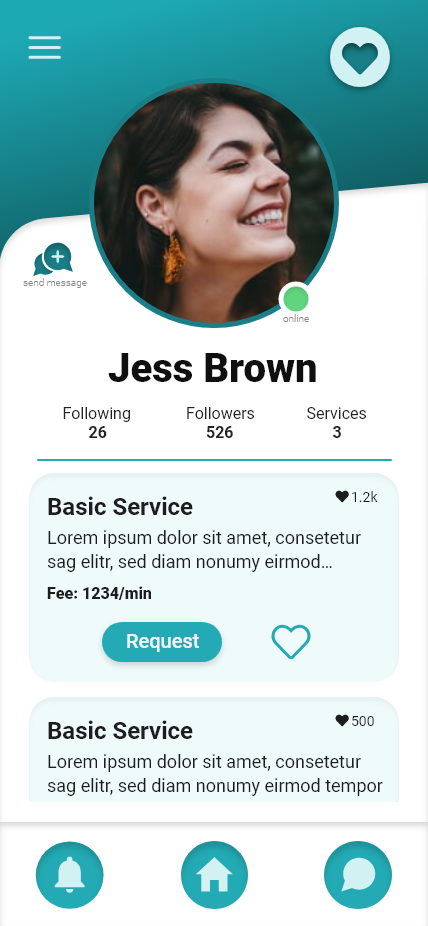 send message
online
Jess Brown
Following Followers Services
26 526 3
Basic Service 1.2k
Lorem ipsum dolor sit amet, consetetur
sag elitr, sed diam nonumy eirmod...
Fee: 1234/min
Request
Basic Service 500
Lorem ipsum dolor sit amet, consetetur
sag elitr, sed diam nonumy eirmod tempor